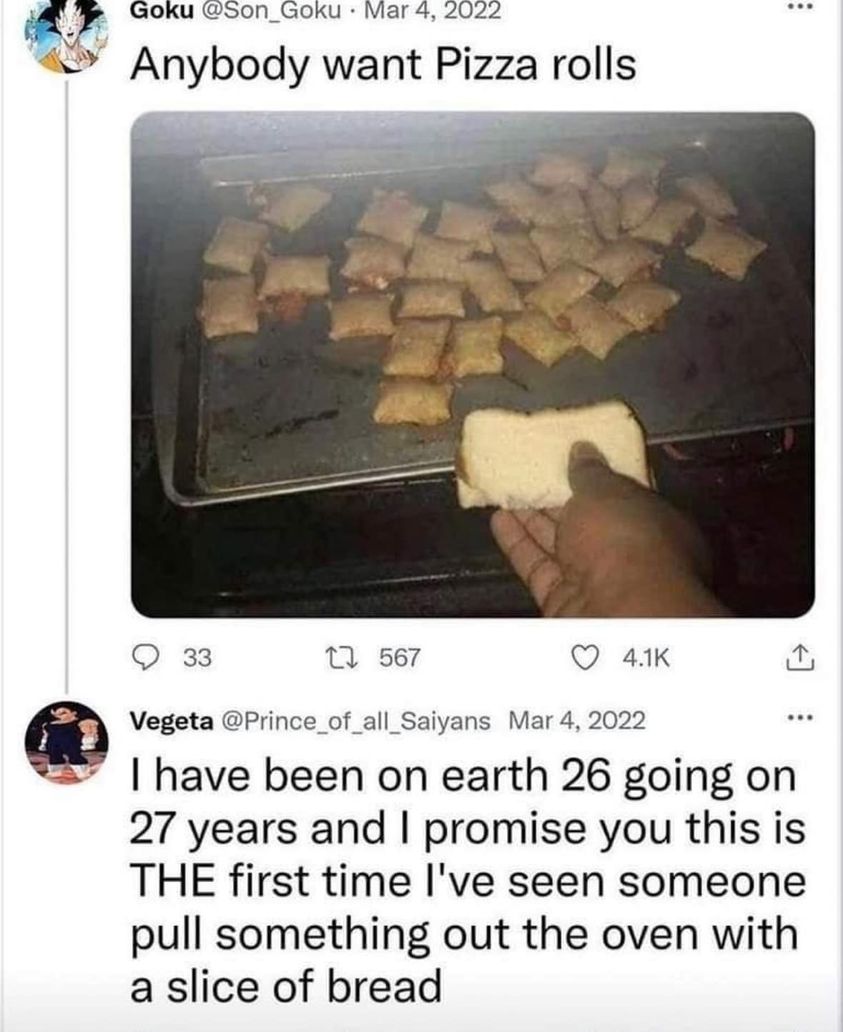 Goku @Son_Goku · Mar 4, 2022
Anybody want Pizza rolls
33 567 4.1K
Vegeta @Prince_of_all_Saiyans Mar 4, 2022
I have been on earth 26 going on
27 years and I promise you this is
THE first time I've seen someone
pull something out the oven with
a slice of bread